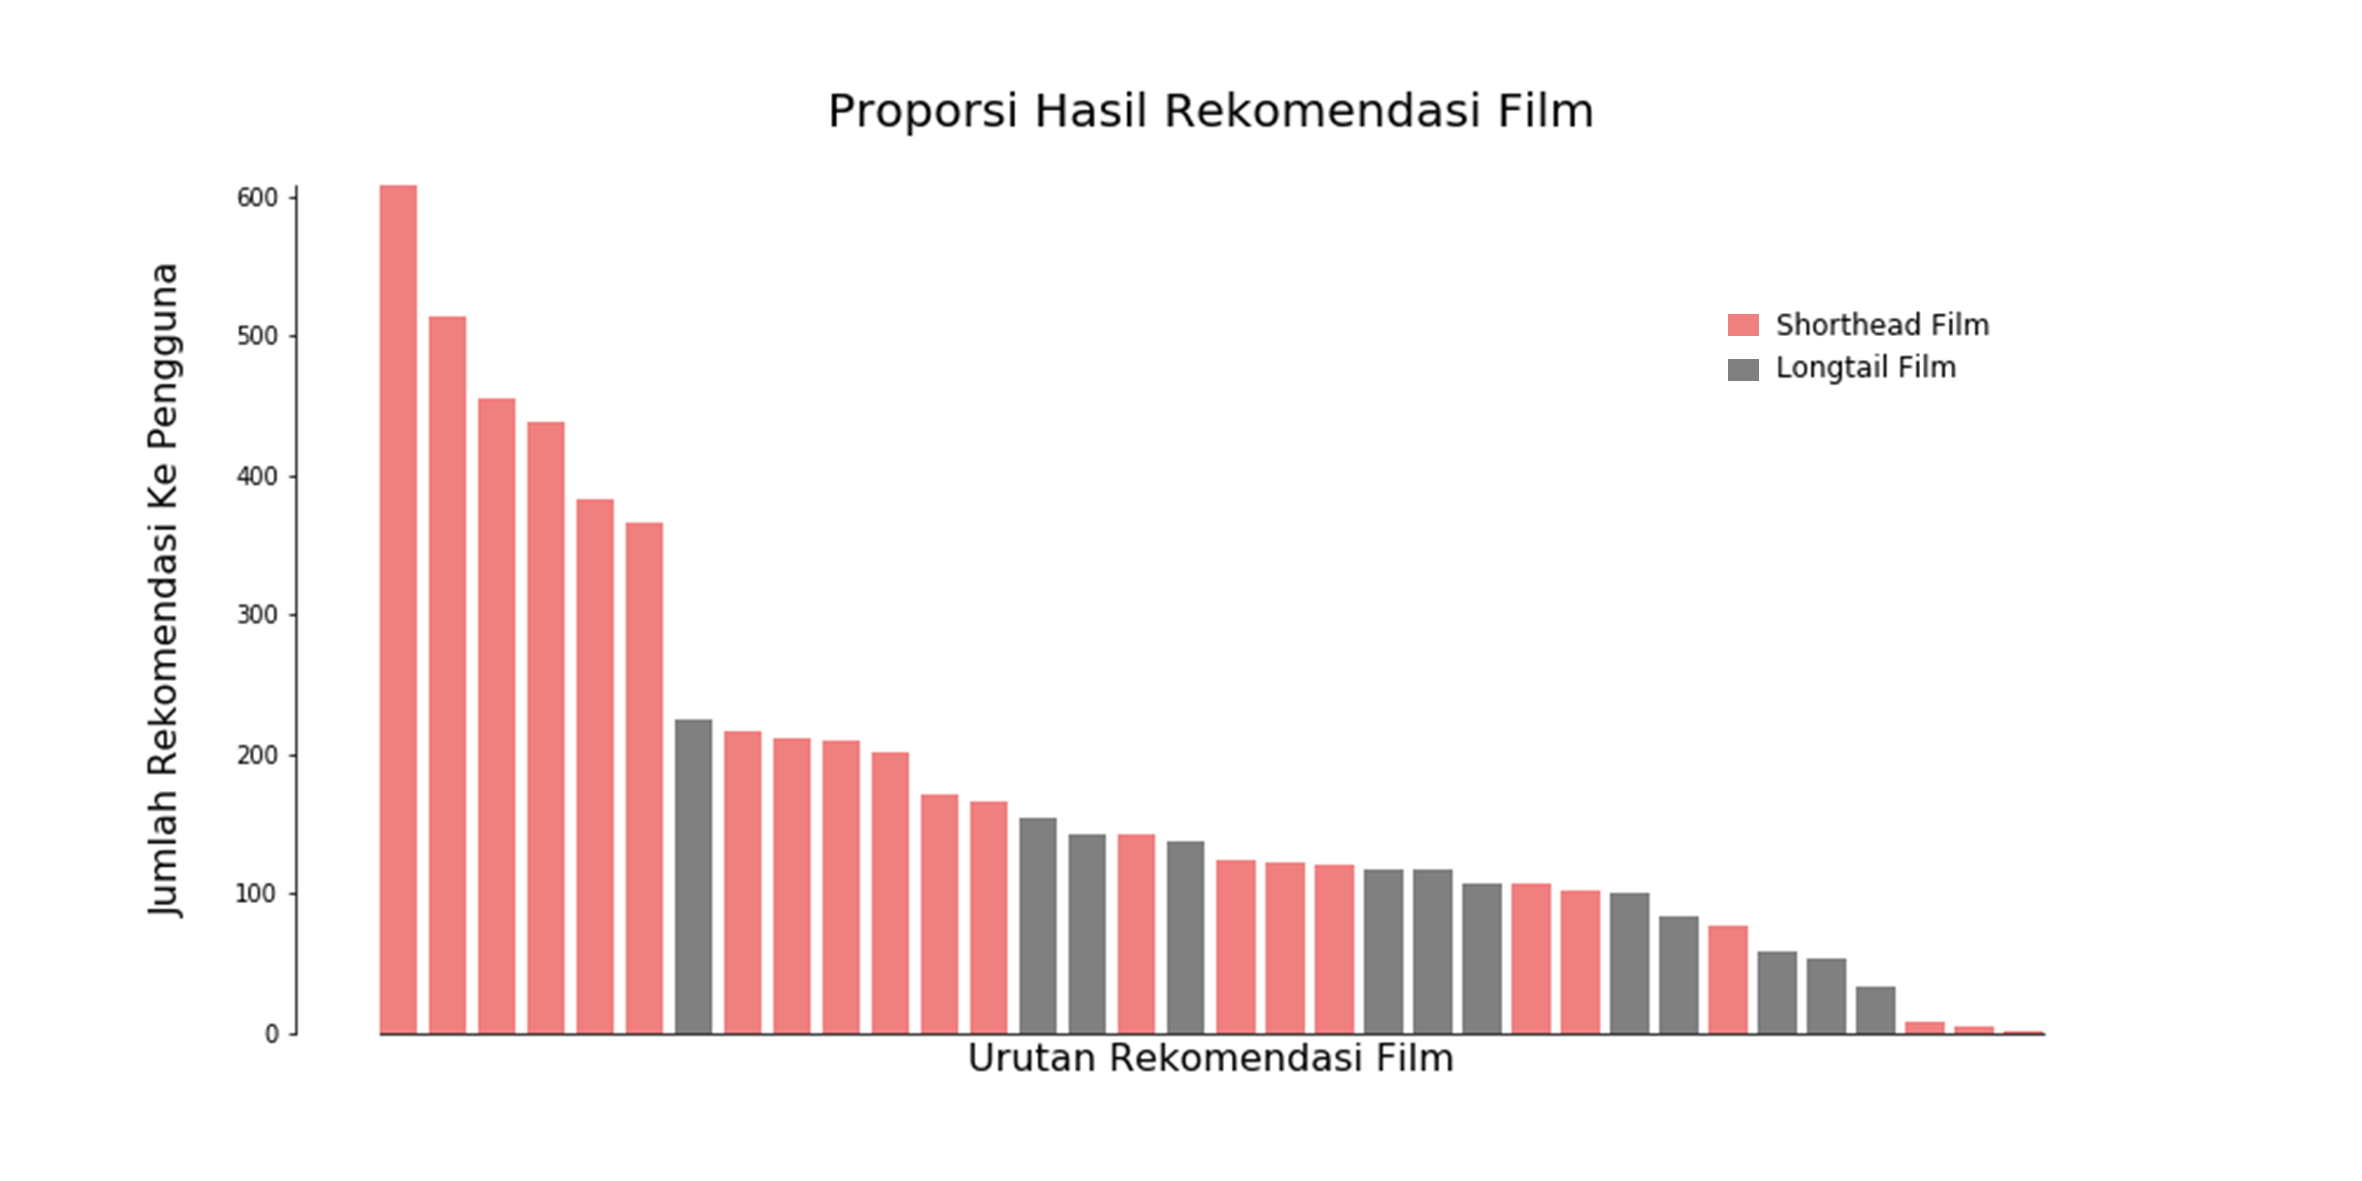 Proporsi Hasil Rekomendasi Film
Jumlah Rekomendasi Ke Pengguna
600
500
400
300
200
100
0
Shorthead Film
Longtail Film
Urutan Rekomendasi Film